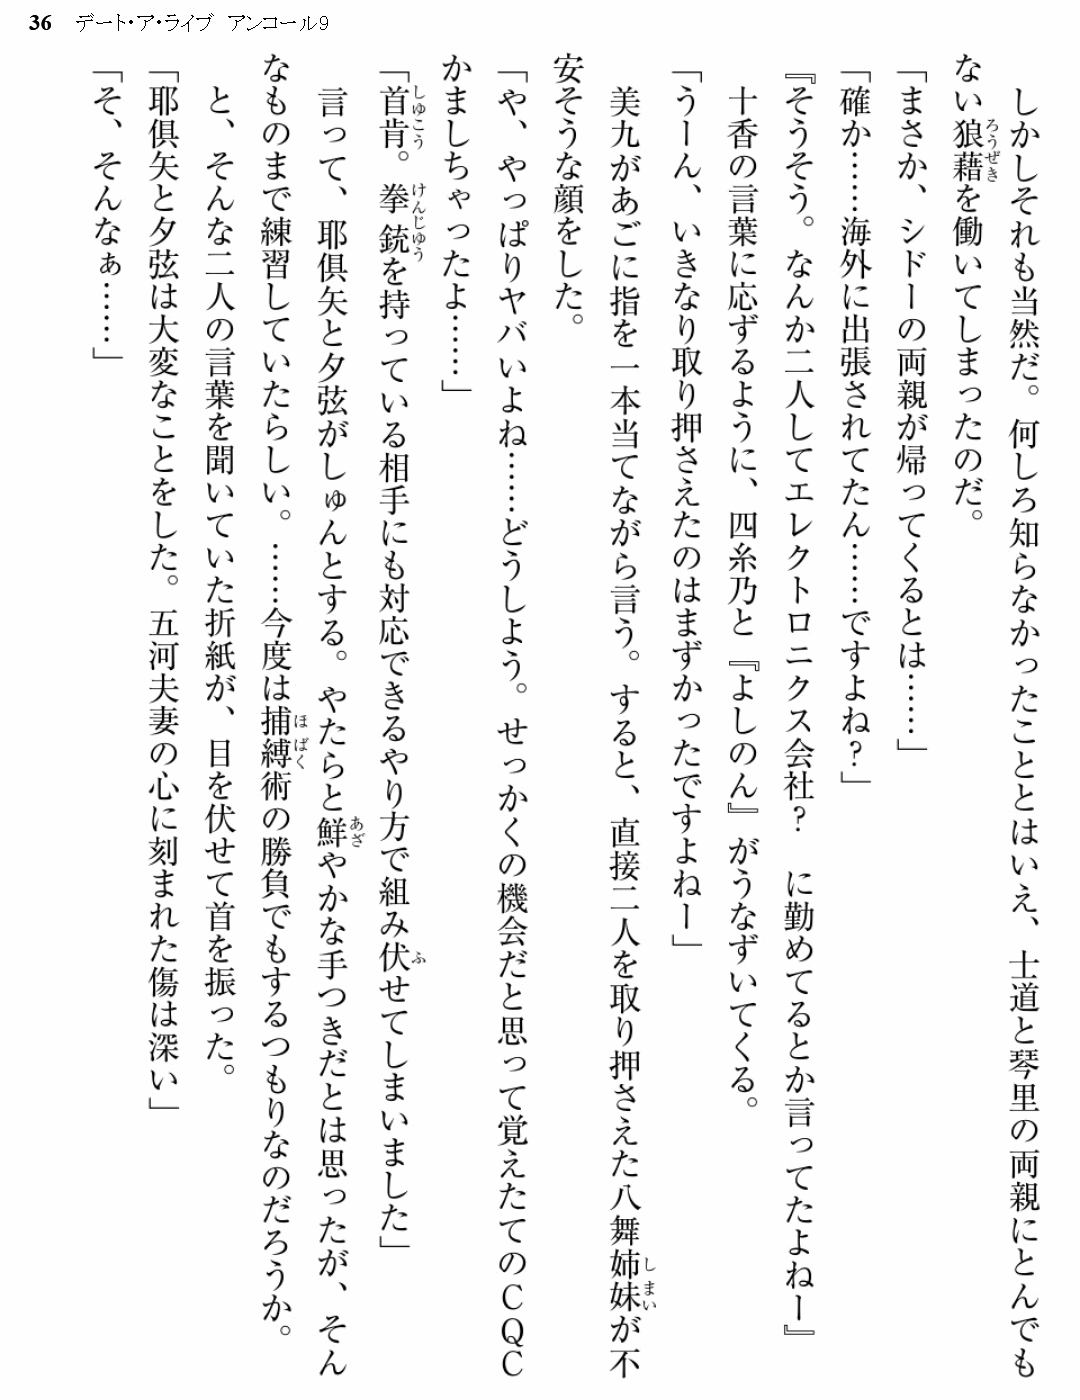 36 デート・ア・ライブ アンコール9
しかしそれも当然だ。何しろ知らなかったこととはいえ、士道と琴里の両親にとんでも
ない狼藉を働いてしまったのだ。
「まさか、シドーの両親が帰ってくるとは……」
「確か……海外に出張されてたん……ですよね?」
『そうそう。なんか二人してエレクトロニクス会社? に勤めてるとか言ってたよねー』
十香の言葉に応ずるように、四糸乃と『よしのん』がうなずいてくる。
「うーん、いきなり取り押さえたのはまずかったですよねー」
美九があごに指を一本当てながら言う。すると、直接二人を取り押さえた八舞姉妹が不
安そうな顔をした。
「や、やっぱりヤバいよね……どうしよう。せっかくの機会だと思って覚えたてのCQC
かましちゃったよ……」
「首肯。拳銃を持っている相手にも対応できるやり方で組み伏せてしまいました」
言って、耶倶矢と夕弦がしゅんとする。やたらと鮮やかな手つきだとは思ったが、そん
なものまで練習していたらしい。……今度は捕縛術の勝負でもするつもりなのだろうか。
と、そんな二人の言葉を聞いていた折紙が、目を伏せて首を振った。
「耶倶矢と夕弦は大変なことをした。五河夫妻の心に刻まれた傷は深い」
「そ、そんなぁ……」